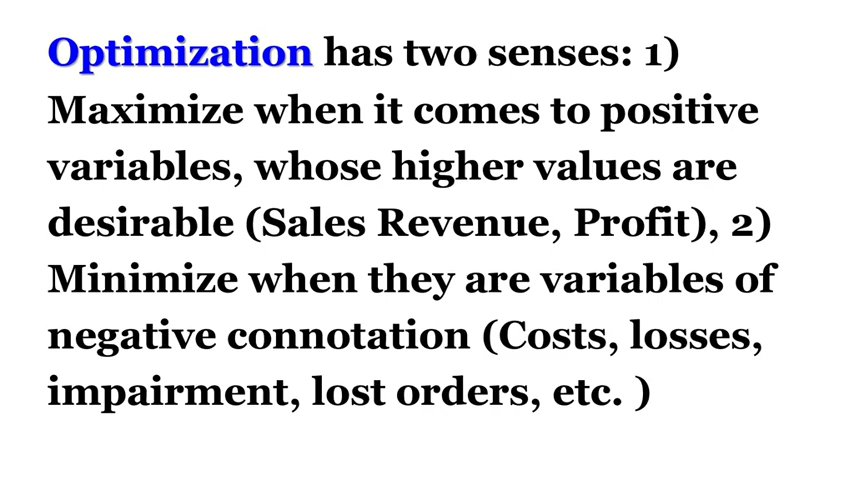 Optimization has two senses: 1)
Maximize when it comes to positive
variables, whose higher values are
desirable (Sales Revenue, Profit), 2)
Minimize when they are variables of
negative connotation (Costs, losses,
impairment, lost orders, etc. )